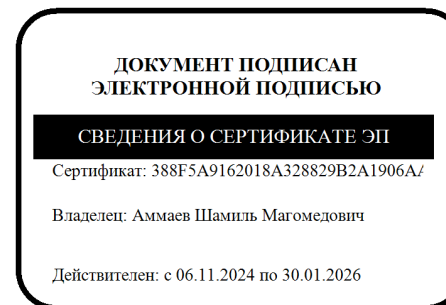 ДОКУМЕНТ ПОДПИСАН
ЭЛЕКТРОННОЙ ПОДПИСЬЮ
СВЕДЕНИЯ О СЕРТИФИКАТЕ ЭП
Сертификат: 388F5A9162018A328829B2A1906A
Владелец: Аммаев Шамиль Магомедович
Действителен: с 06.11.2024 по 30.01.2026